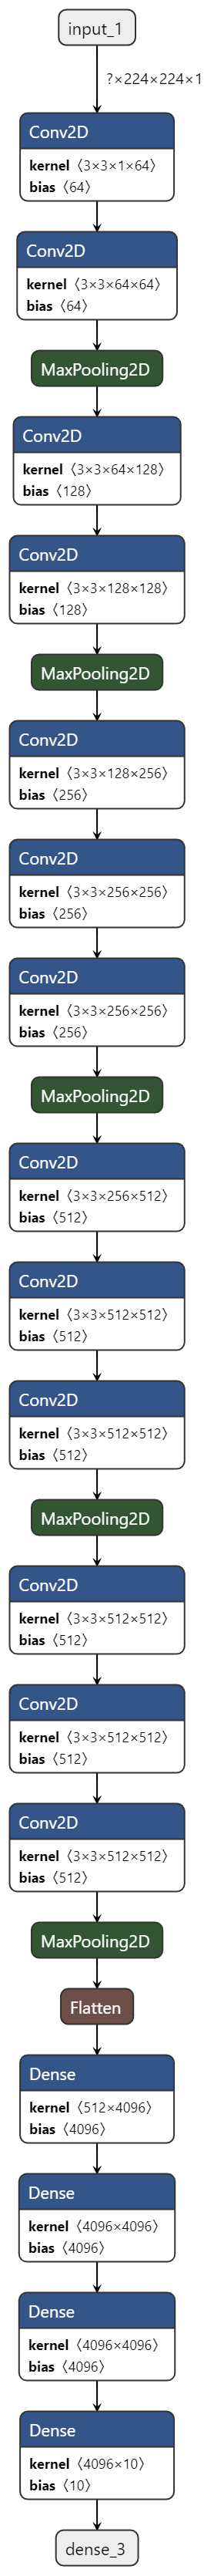 input_1
?×224×224×1
Conv2D
kernel 〈3×3×1×64〉
bias 〈64〉
Conv2D
kernel 〈3×3×64×64〉
bias 〈64〉
MaxPooling2D
Conv2D
kernel 〈3×3×64×128〉
bias 〈128〉
Conv2D
kernel 〈3×3×128×128〉
bias 〈128〉
MaxPooling2D
Conv2D
kernel 〈3×3×128×256〉
bias 〈256〉
Conv2D
kernel 〈3×3×256×256〉
bias 〈256〉
Conv2D
kernel 〈3×3×256×256〉
bias 〈256〉
MaxPooling2D
Conv2D
kernel 〈3×3×256×512〉
bias 〈512〉
Conv2D
kernel 〈3×3×512×512〉
bias 〈512〉
Conv2D
kernel 〈3×3×512×512〉
bias 〈512〉
MaxPooling2D
Conv2D
kernel 〈3×3×512×512〉
bias 〈512〉
Conv2D
kernel 〈3×3×512×512〉
bias 〈512〉
Conv2D
kernel 〈3×3×512×512〉
bias 〈512〉
MaxPooling2D
Flatten
Dense
kernel 〈512×4096〉
bias 〈4096〉
Dense
kernel 〈4096×4096〉
bias 〈4096〉
Dense
kernel 〈4096×4096〉
bias 〈4096〉
Dense
kernel 〈4096×10〉
bias 〈10〉
dense_3